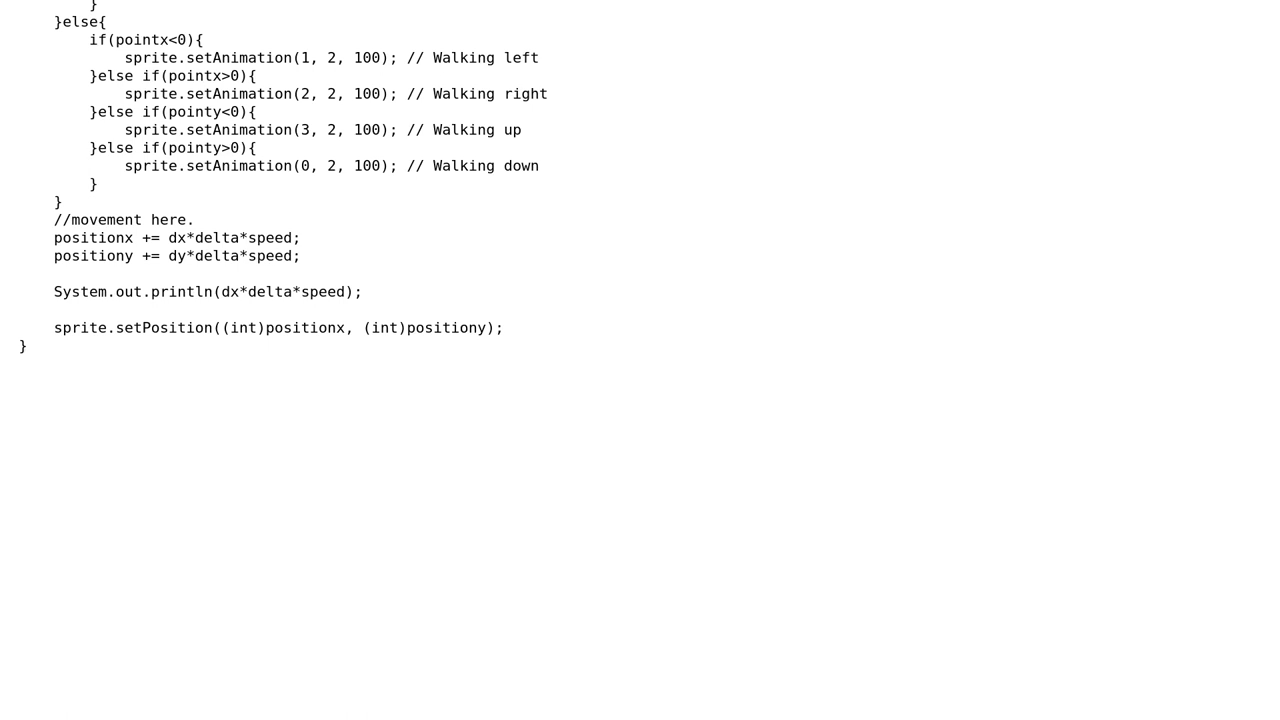 }
    }else{
        if(pointx<0){
            sprite.setAnimation(1, 2, 100); // Walking left
        }else if(pointx>0){
            sprite.setAnimation(2, 2, 100); // Walking right
        }else if(pointy<0){
            sprite.setAnimation(3, 2, 100); // Walking up
        }else if(pointy>0){
            sprite.setAnimation(0, 2, 100); // Walking down
        }
    }
    //movement here.
    positionx += dx*delta*speed;
    positiony += dy*delta*speed;

    System.out.println(dx*delta*speed);

    sprite.setPosition((int)positionx, (int)positiony);
}